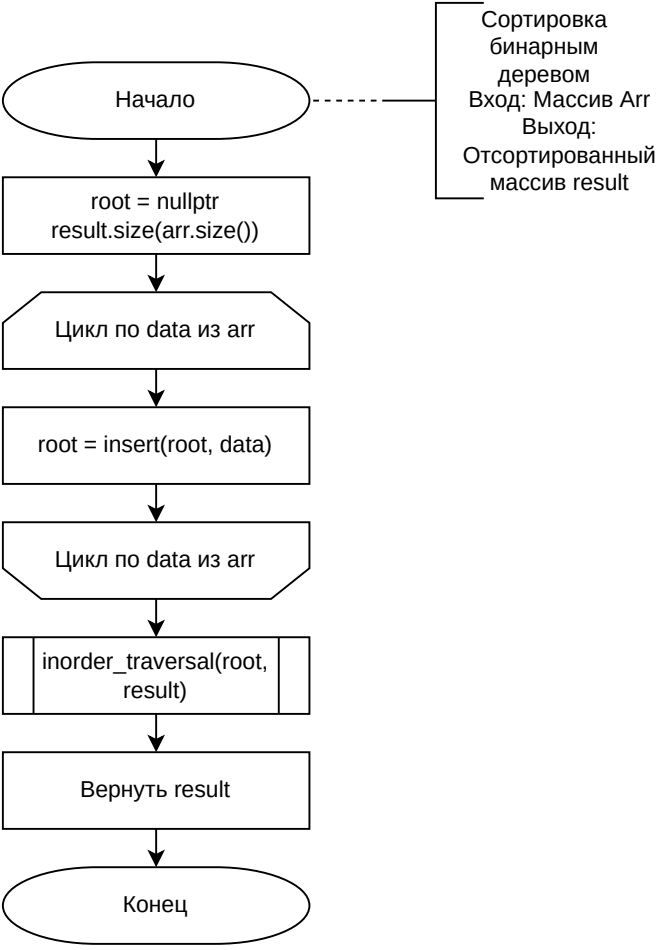 Сортировка
бинарным
деревом
Вход: Массив Arr
Выход:
Отсортированный
массив result
Начало
root = nullptr
result.size(arr.size())
Цикл по data из arr
root = insert(root, data)
Цикл по data из arr
inorder_traversal(root,
result)
Вернуть result
Конец